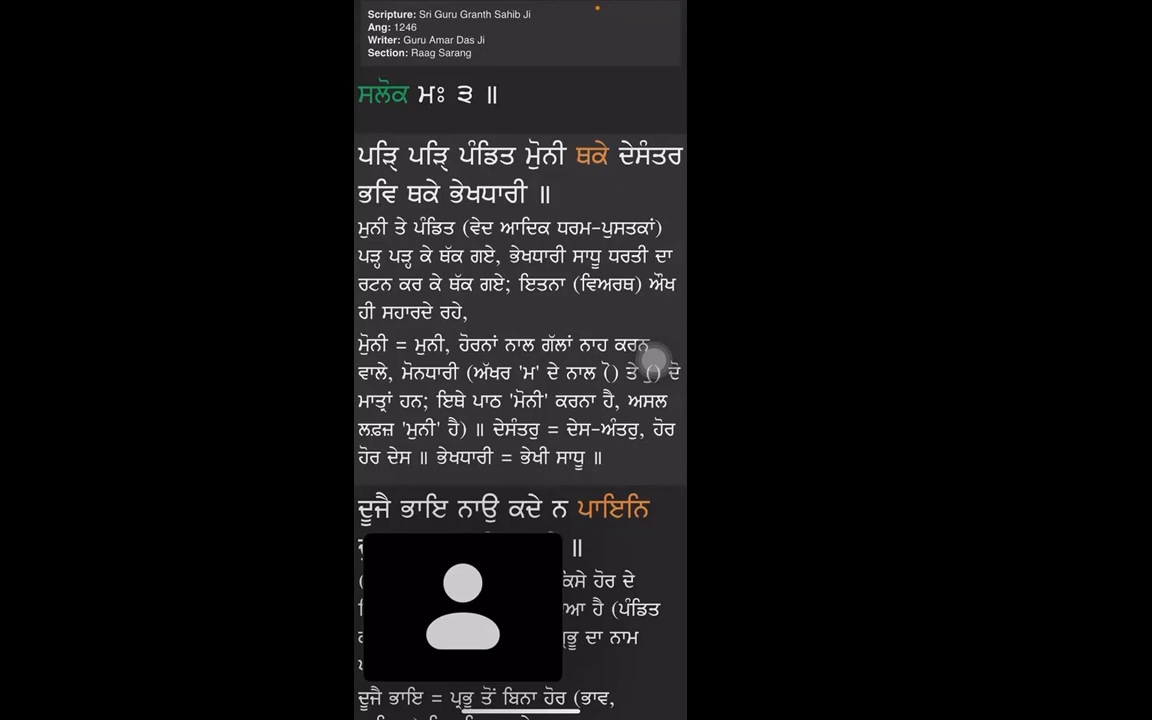 Scripture: Sri Guru Granth Sahib Ji
Ang: 1246
Writer: Guru Amar Das Ji
Section: Raag Sarang
ਸਲੋਕ ਮਃ ੩ ॥
ਪੜਿ੍ ਪੜਿ੍ ਪੰਡਿਤ ਮੋੁਨੀ ਥਕੇ ਦੇਸੰਤਰ
ਭਵਿ ਥਕੇ ਭੇਖਧਾਰੀ ॥
ਮੁਨੀ ਤੇ ਪੰਡਿਤ (ਵੇਦ ਆਦਿਕ ਧਰਮ-ਪੁਸਤਕਾਂ)
ਪੜ੍ਹ ਪੜ੍ਹ ਕੇ ਥੱਕ ਗਏ, ਭੇਖਧਾਰੀ ਸਾਧੂ ਧਰਤੀ ਦਾ
ਰਟਨ ਕਰ ਕੇ ਥੱਕ ਗਏ; ਇਤਨਾ (ਵਿਅਰਥ) ਔਖ
ਹੀ ਸਹਾਰਦੇ ਰਹੇ,
ਮੋੁਨੀ = ਮੁਨੀ, ਹੋਰਨਾਂ ਨਾਲ ਗੱਲਾਂ ਨਾਹ ਕਰਨ
ਵਾਲੇ, ਮੋਨਧਾਰੀ (ਅੱਖਰ 'ਮ' ਦੇ ਨਾਲ (ੋ) ਤੇ (ੁ) ਦੋ
ਮਾਤ੍ਰਾਂ ਹਨ; ਇਥੇ ਪਾਠ 'ਮੋਨੀ' ਕਰਨਾ ਹੈ, ਅਸਲ
ਲਫ਼ਜ਼ 'ਮੁਨੀ' ਹੈ) ॥ ਦੇਸੰਤਰੁ = ਦੇਸ-ਅੰਤਰੁ, ਹੋਰ
ਹੋਰ ਦੇਸ ॥ ਭੇਖਧਾਰੀ = ਭੇਖੀ ਸਾਧੂ ॥
ਦੂਜੈ ਭਾਇ ਨਾਉ ਕਦੇ ਨ ਪਾਇਨਿ
॥
ਕਿਸੇ ਹੋਰ ਦੇ
ਹੈ (ਪੰਡਿਤ
ਦਾ ਨਾਮ
ਦੂਜੈ ਭਾਇ = ਪ੍ਰਭੂ ਤੋਂ ਬਿਨਾ ਹੋਰ (ਭਾਵ,